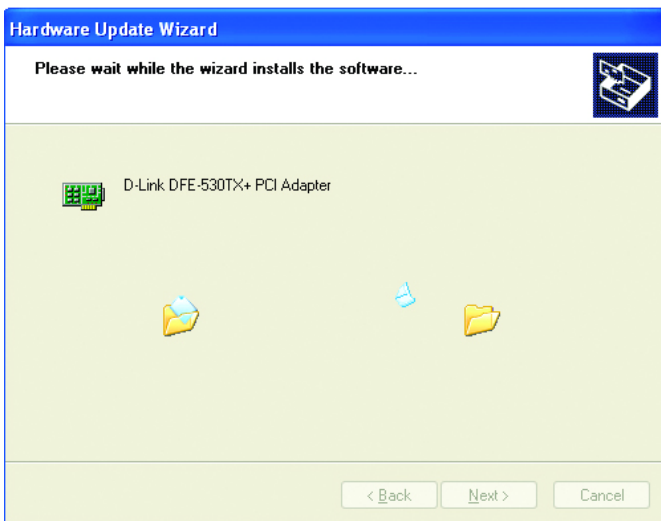 Hardware Update Wizard
Please wait while the wizard installs the software...
D-Link DFE-530TX+ PCI Adapter
< Back Next > Cancel